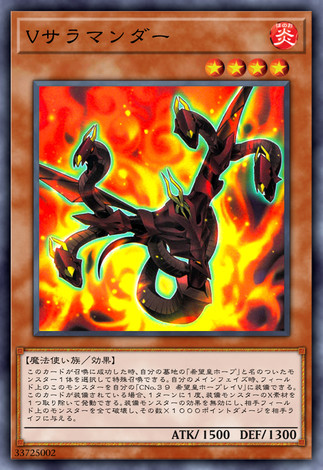 Vサラマンダー
ほのお
炎
【魔法使い族／効果】
このカードが召喚に成功した時、自分の墓地の「希望皇ホープ」と名のついたモ
ンスター１体を選択して特殊召喚できる。自分のメインフェイズ時、フィール
ド上のこのモンスターを自分の「CNo.３９ 希望皇ホープレイV」に装備できる。
このカードが装備されている場合、１ターンに１度、装備モンスターのX素材を
１つ取り除いて発動できる。装備モンスターの効果を無効にし、相手フィール
ド上のモンスターを全て破壊し、その数×１０００ポイントダメージを相手ラ
イフに与える。
ATK/1500 DEF/1300
33725002